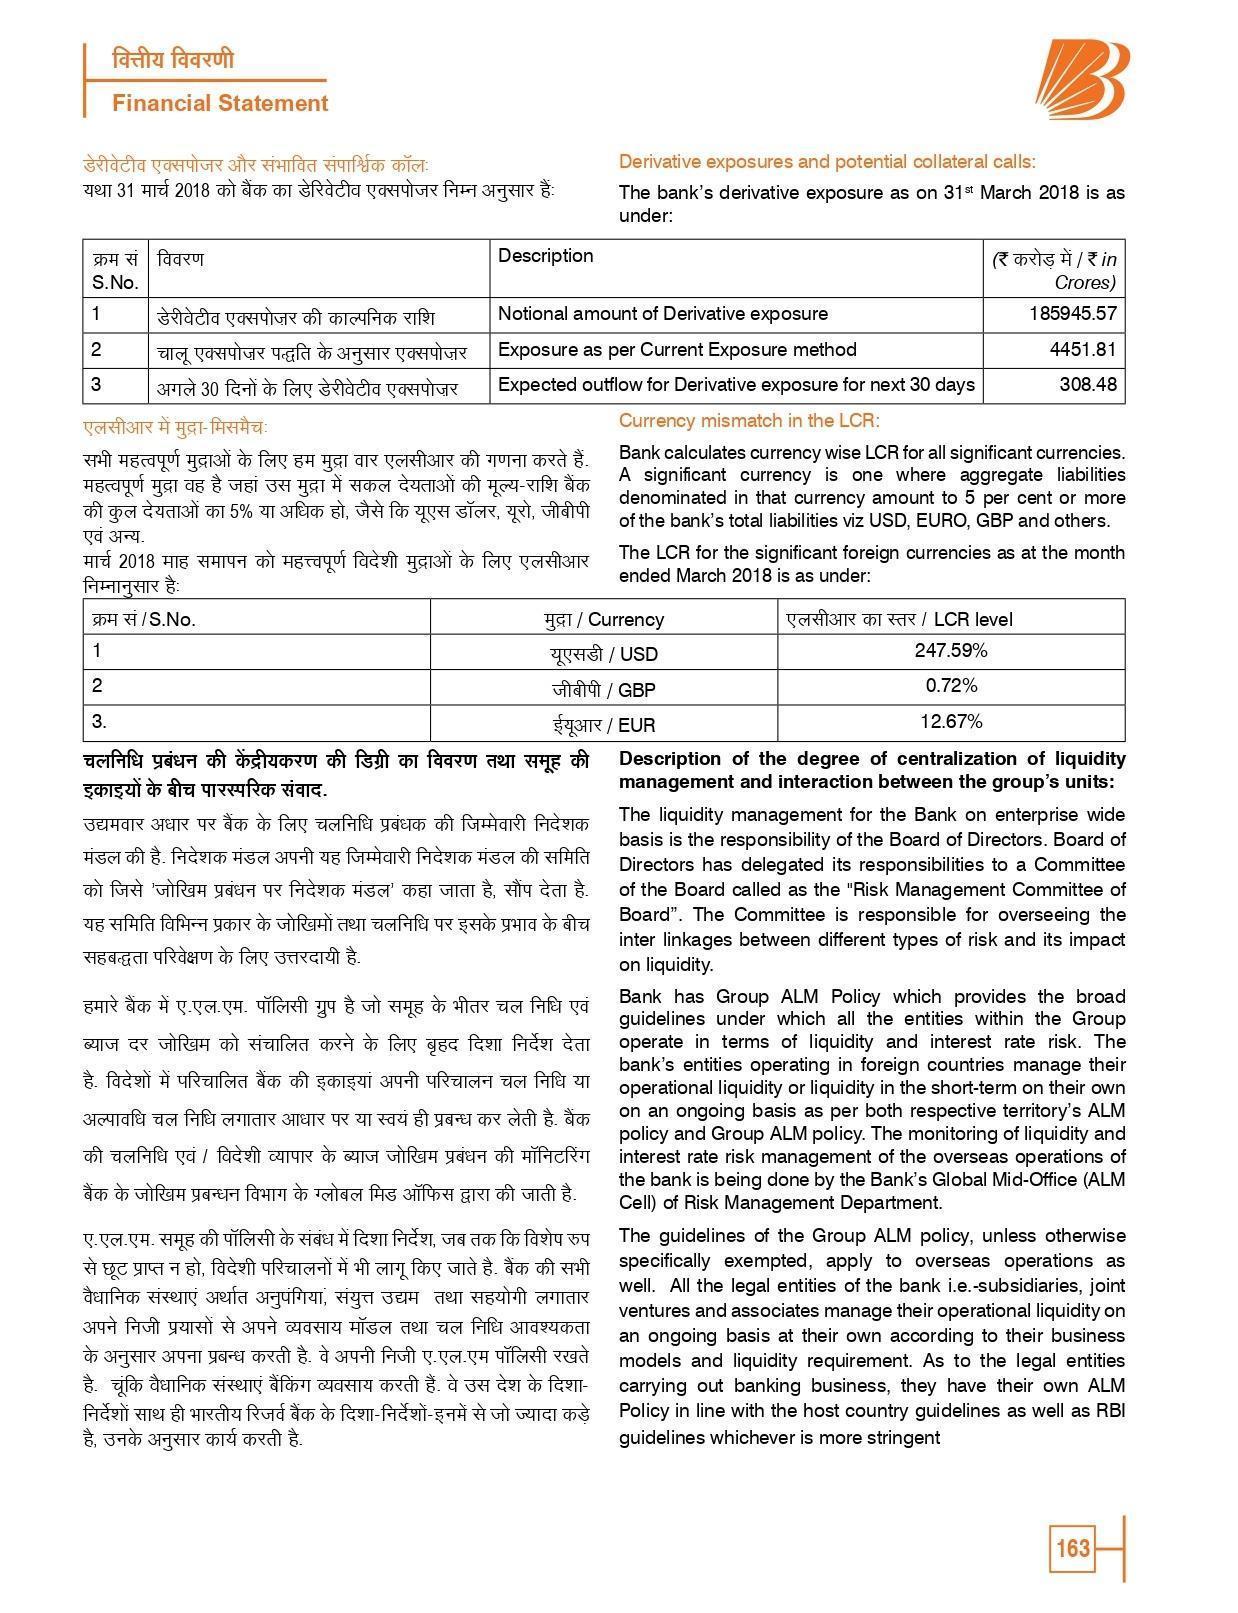 वित्तीय विवरणी
Financial Statement
डेरीवेटीव एक्सपोजर और संभावित संपार्श्विक कॉल:
यथा 31 मार्च 2018 को बैंक का डेरिवेटीव एक्सपोजर निम्न अनुसार हैं:
Derivative exposures and potential collateral calls:
The bank's derivative exposure as on 31st March 2018 is as
under:
क्रम सं S.No. विवरण Description (₹ करोड़ में / ₹ in Crores)
1 डेरीवेटीव एक्सपोज़र की काल्पनिक राशि Notional amount of Derivative exposure 185945.57
2 चालू एक्सपोज़र पद्धति के अनुसार एक्सपोज़र Exposure as per Current Exposure method 4451.81
3 अगले 30 दिनों के लिए डेरीवेटीव एक्सपोज़र Expected outflow for Derivative exposure for next 30 days 308.48
एलसीआर में मुद्रा-मिसमैच:
सभी महत्वपूर्ण मुद्राओं के लिए हम मुद्रा वार एलसीआर की गणना करते हैं.
महत्वपूर्ण मुद्रा वह है जहां उस मुद्रा में सकल देयताओं की मूल्य-राशि बैंक
की कुल देयताओं का 5% या अधिक हो, जैसे कि यूएस डॉलर, यूरो, जीबीपी
एवं अन्य.
मार्च 2018 माह समापन को महत्त्वपूर्ण विदेशी मुद्राओं के लिए एलसीआर
निम्नानुसार है:
Currency mismatch in the LCR:
Bank calculates currency wise LCR for all significant currencies.
A significant currency is one where aggregate liabilities
denominated in that currency amount to 5 per cent or more
of the bank's total liabilities viz USD, EURO, GBP and others.
The LCR for the significant foreign currencies as at the month
ended March 2018 is as under:
क्रम सं /S.No. मुद्रा / Currency एलसीआर का स्तर / LCR level
1 यूएसडी / USD 247.59%
2 जीबीपी / GBP 0.72%
3. ईयूआर / EUR 12.67%
चलनिधि प्रबंधन की केंद्रीयकरण की डिग्री का विवरण तथा समूह की
इकाइयों के बीच पारस्परिक संवाद.
उद्यमवार अधार पर बैंक के लिए चलनिधि प्रबंधक की जिम्मेवारी निदेशक
मंडल की है. निदेशक मंडल अपनी यह जिम्मेवारी निदेशक मंडल की समिति
को जिसे 'जोखिम प्रबंधन पर निदेशक मंडल' कहा जाता है, सौंप देता है.
यह समिति विभिन्न प्रकार के जोखिमों तथा चलनिधि पर इसके प्रभाव के बीच
सहबद्धता परिवेक्षण के लिए उत्तरदायी है.
हमारे बैंक में ए.एल.एम. पॉलिसी ग्रुप है जो समूह के भीतर चल निधि एवं
ब्याज दर जोखिम को संचालित करने के लिए बृहद दिशा निर्देश देता
है. विदेशों में परिचालित बैंक की इकाइयां अपनी परिचालन चल निधि या
अल्पावधि चल निधि लगातार आधार पर या स्वयं ही प्रबन्ध कर लेती है. बैंक
की चलनिधि एवं / विदेशी व्यापार के ब्याज जोखिम प्रबंधन की मॉनिटरिंग
बैंक के जोखिम प्रबन्धन विभाग के ग्लोबल मिड ऑफिस द्वारा की जाती है.
ए.एल.एम. समूह की पॉलिसी के संबंध में दिशा निर्देश, जब तक कि विशेप रुप
से छूट प्राप्त न हो, विदेशी परिचालनों में भी लागू किए जाते है. बैंक की सभी
वैधानिक संस्थाएं अर्थात अनुपंगियां, संयुत्त उद्यम तथा सहयोगी लगातार
अपने निजी प्रयासों से अपने व्यवसाय मॉडल तथा चल निधि आवश्यकता
के अनुसार अपना प्रबन्ध करती है. वे अपनी निजी ए.एल.एम पॉलिसी रखते
है. चूंकि वैधानिक संस्थाएं बैंकिंग व्यवसाय करती हैं. वे उस देश के दिशा-
निर्देशों साथ ही भारतीय रिजर्व बैंक के दिशा-निर्देशों-इनमें से जो ज्यादा कड़े
है, उनके अनुसार कार्य करती है.
Description of the degree of centralization of liquidity
management and interaction between the group's units:
The liquidity management for the Bank on enterprise wide
basis is the responsibility of the Board of Directors. Board of
Directors has delegated its responsibilities to a Committee
of the Board called as the "Risk Management Committee of
Board”. The Committee is responsible for overseeing the
inter linkages between different types of risk and its impact
on liquidity.
Bank has Group ALM Policy which provides the broad
guidelines under which all the entities within the Group
operate in terms of liquidity and interest rate risk. The
bank's entities operating in foreign countries manage their
operational liquidity or liquidity in the short-term on their own
on an ongoing basis as per both respective territory's ALM
policy and Group ALM policy. The monitoring of liquidity and
interest rate risk management of the overseas operations of
the bank is being done by the Bank's Global Mid-Office (ALM
Cell) of Risk Management Department.
The guidelines of the Group ALM policy, unless otherwise
specifically exempted, apply to overseas operations as
well. All the legal entities of the bank i.e.-subsidiaries, joint
ventures and associates manage their operational liquidity on
an ongoing basis at their own according to their business
models and liquidity requirement. As to the legal entities
carrying out banking business, they have their own ALM
Policy in line with the host country guidelines as well as RBI
guidelines whichever is more stringent
163